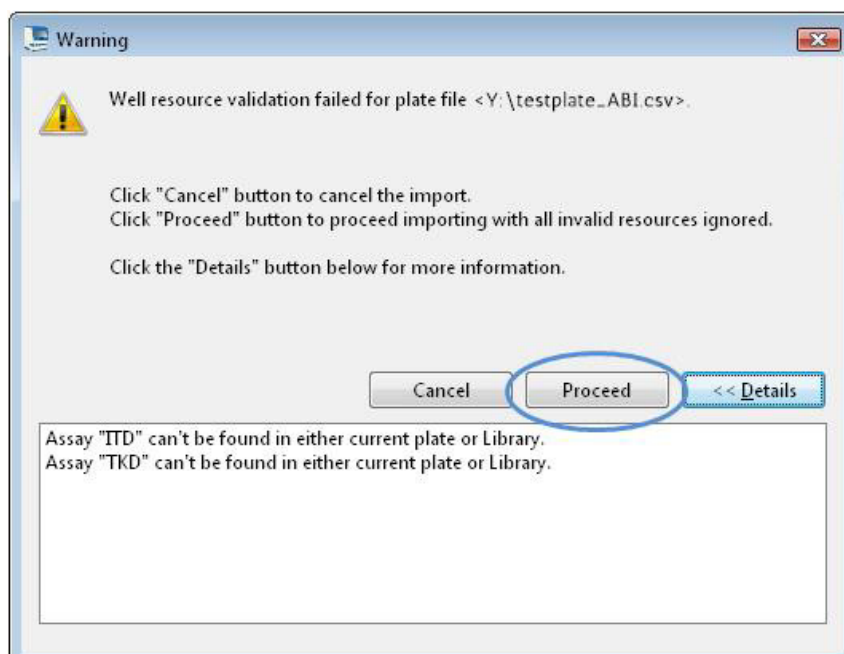 Warning
Well resource validation failed for plate file <Y:\testplate_ABI.csv>.
Click "Cancel" button to cancel the import.
Click "Proceed" button to proceed importing with all invalid resources ignored.
Click the "Details" button below for more information.
Cancel
Proceed
<< Details
Assay "ITD" can't be found in either current plate or Library.
Assay "TKD" can't be found in either current plate or Library.